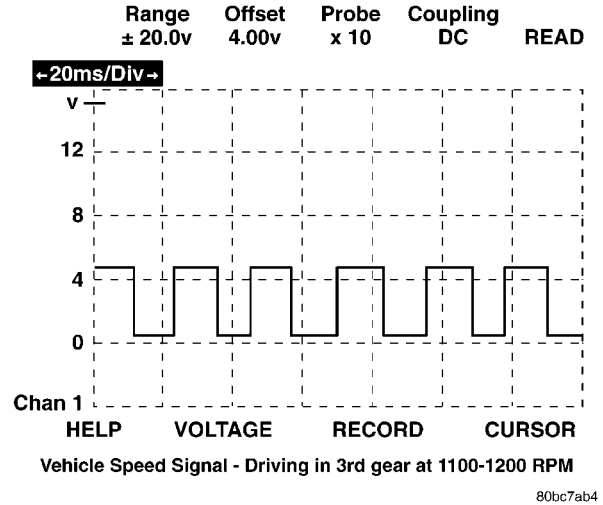 Range Offset Probe Coupling
± 20.0v 4.00v x 10 DC READ
←20ms/Div→
v
12
8
4
0
Chan 1
HELP VOLTAGE RECORD CURSOR
Vehicle Speed Signal - Driving in 3rd gear at 1100-1200 RPM
80bc7ab4